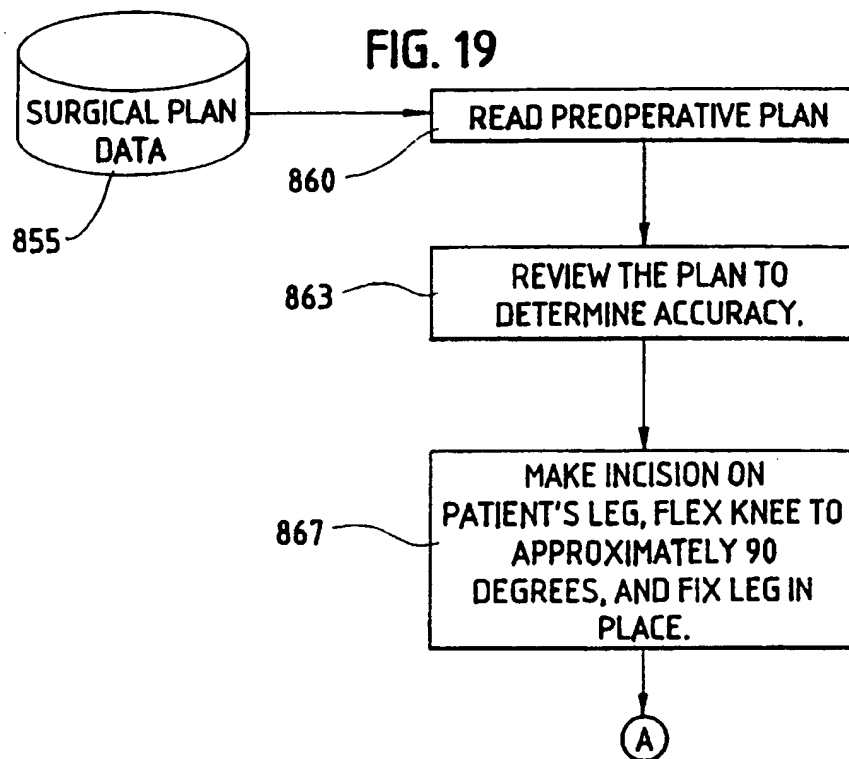 FIG. 19
SURGICAL PLAN
DATA
855
READ PREOPERATIVE PLAN
860
REVIEW THE PLAN TO
DETERMINE ACCURACY.
863
MAKE INCISION ON
PATIENT'S LEG, FLEX KNEE TO
APPROXIMATELY 90
DEGREES, AND FIX LEG IN
PLACE.
867
A